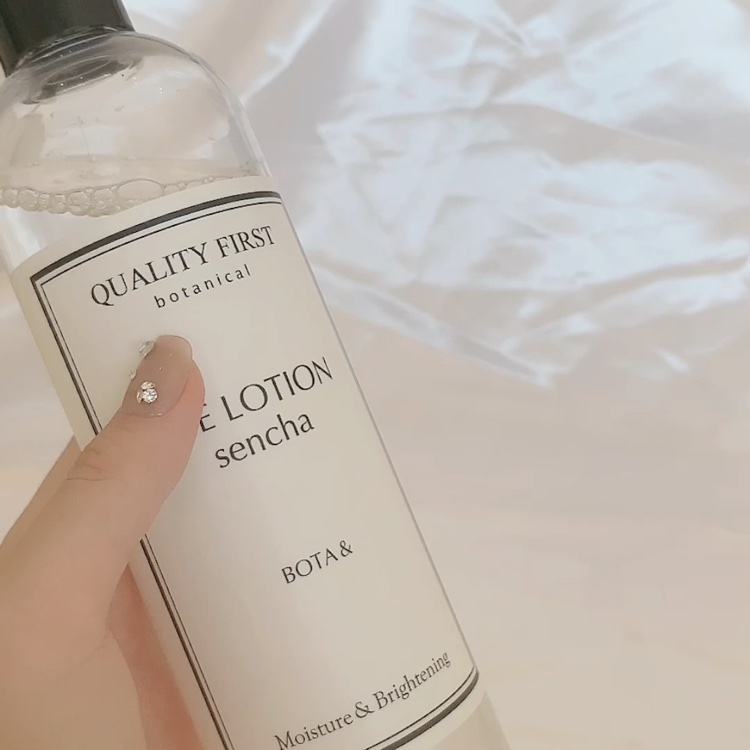 QUALITY FIRST
botanical
E LOTION
sencha
BOTA&
Moisture & Brightening